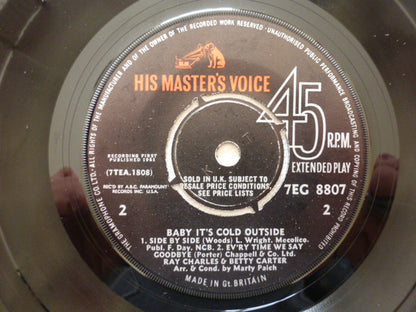 THE GRAMOPHONE CO. LTD. · ALL RIGHTS OF THE MANUFACTURER AND OF THE OWNER OF THE RECORDED WORK RESERVED · UNAUTHORISED PUBLIC PERFORMANCE BROADCASTING AND COPYING OF THIS RECORD PROHIBITED
HIS MASTER'S VOICE
45
R.P.M.
EXTENDED PLAY
7EG 8807
RECORDING FIRST
PUBLISHED 1961
(7TEA.1808)
SOLD IN U.K. SUBJECT TO
RESALE PRICE CONDITIONS,
SEE PRICE LISTS
REC'D BY A.B.C. PARAMOUNT
RECORDS INC. U.S.A.
2
2
BABY IT'S COLD OUTSIDE
1. SIDE BY SIDE (Woods) L. Wright, Mecolico.
Publ. F. Day. NCB. 2. EV'RY TIME WE SAY
GOODBYE (Porter) Chappell & Co. Ltd.
RAY CHARLES & BETTY CARTER
Arr. & Cond. by Marty Paich
MADE IN Gt. BRITAIN